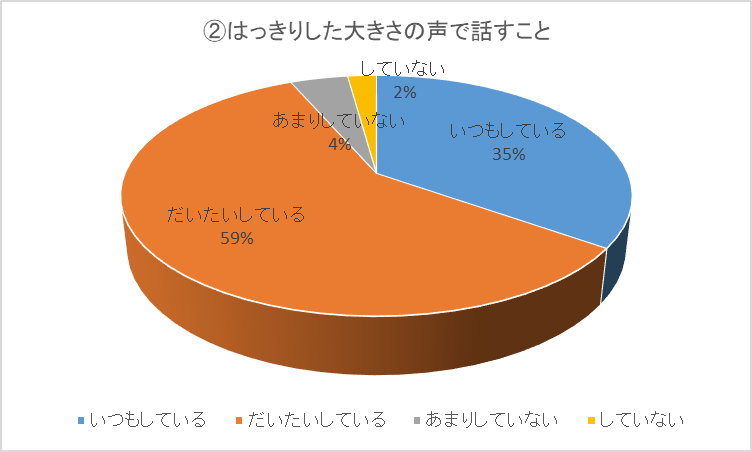 ②はっきりした大きさの声で話すこと
していない
2%
あまりしていない
4%
いつもしている
35%
だいたいしている
59%
いつもしている だいたいしている あまりしていない していない